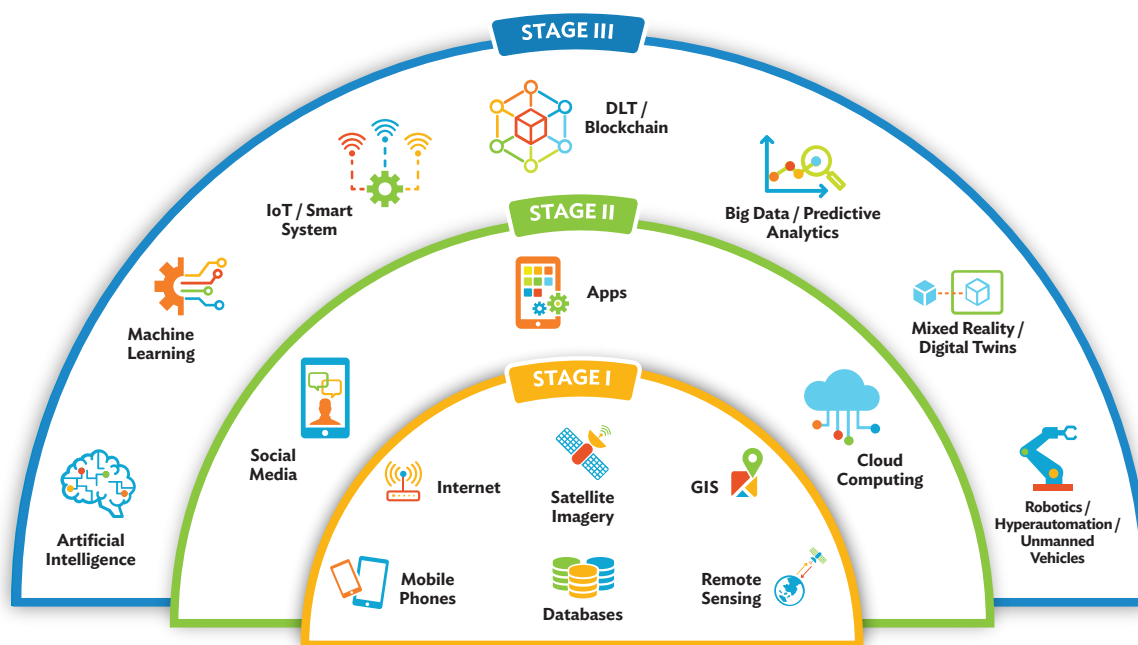 STAGE III
DLT /
Blockchain
IoT / Smart
System
Big Data / Predictive
Analytics
Machine
Learning
Mixed Reality /
Digital Twins
Artificial
Intelligence
Robotics /
Hyperautomation /
Unmanned
Vehicles
STAGE II
Apps
Social
Media
Cloud
Computing
STAGE I
Internet
Satellite
Imagery
GIS
Mobile
Phones
Databases
Remote
Sensing